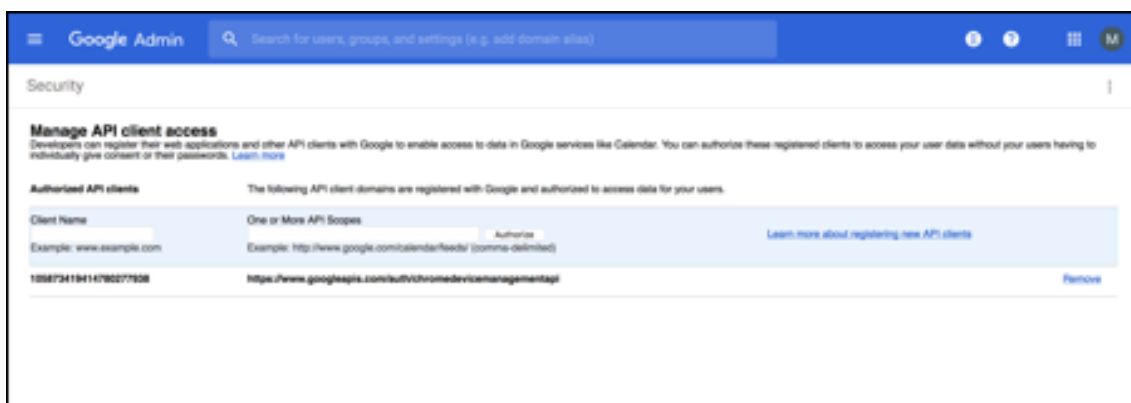 Google Admin
Search for users, groups, and settings (e.g. add domain alias)
M
Security
Manage API client access
Developers can register their web applications and other API clients with Google to enable access to data in Google services like Calendar. You can authorize these registered clients to access your user data without your users having to
individually give consent or their passwords. Learn more
Authorized API clients
The following API client domains are registered with Google and authorized to access data for your users.
Client Name
One or More API Scopes
Authorize
Learn more about registering new API clients
Example: www.example.com
Example: http://www.google.com/calendar/feeds/ (comma-delimited)
https://www.googleapis.com/auth/chromedevicemanagementapi
Remove